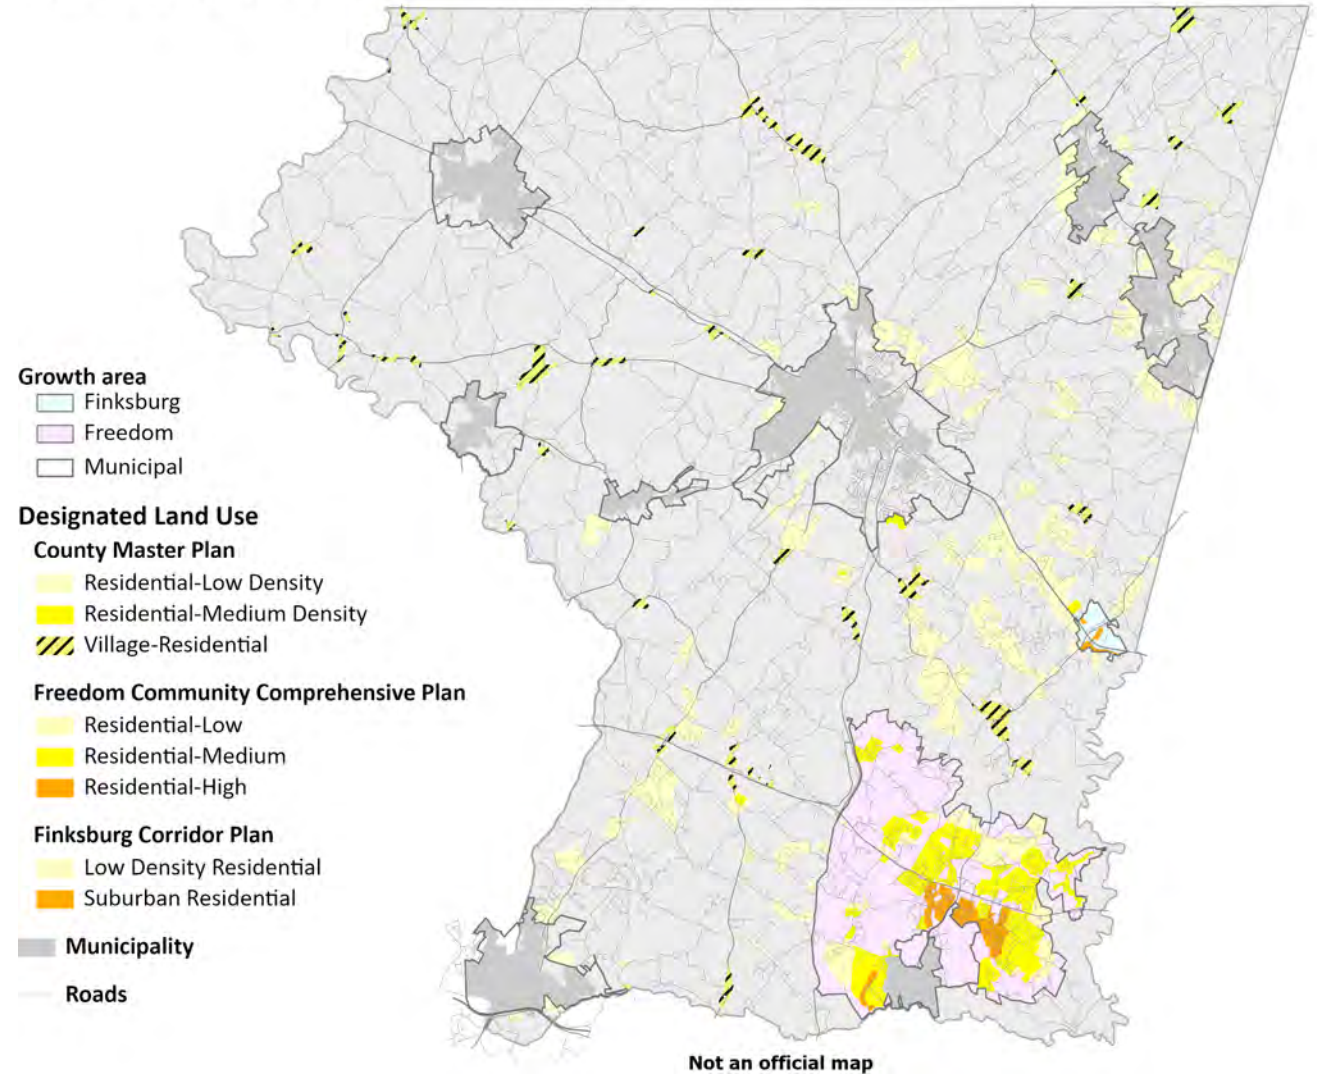 Growth area
Finksburg
Freedom
Municipal
Designated Land Use
County Master Plan
Residential-Low Density
Residential-Medium Density
Village-Residential
Freedom Community Comprehensive Plan
Residential-Low
Residential-Medium
Residential-High
Finksburg Corridor Plan
Low Density Residential
Suburban Residential
Municipality
Roads
Not an official map